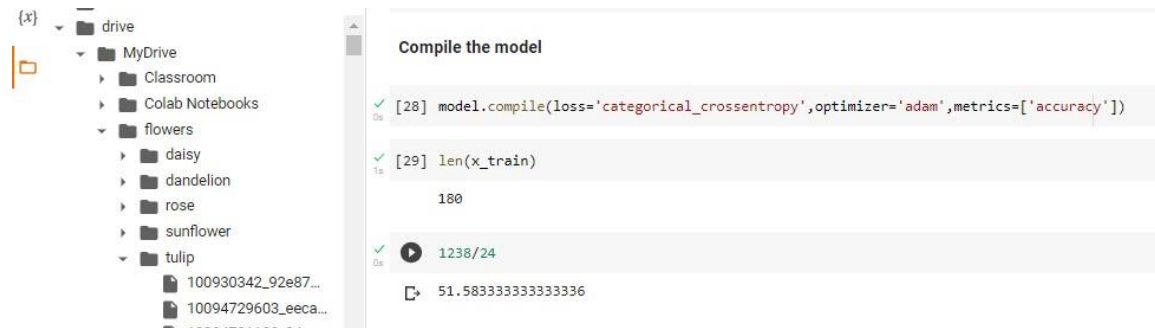 {x}
drive
MyDrive
Classroom
Colab Notebooks
flowers
daisy
dandelion
rose
sunflower
tulip
100930342_92e87...
10094729603_eeca...
Compile the model
0s [28] model.compile(loss='categorical_crossentropy',optimizer='adam',metrics=['accuracy'])
1s [29] len(x_train)
180
0s 1238/24
51.583333333333336